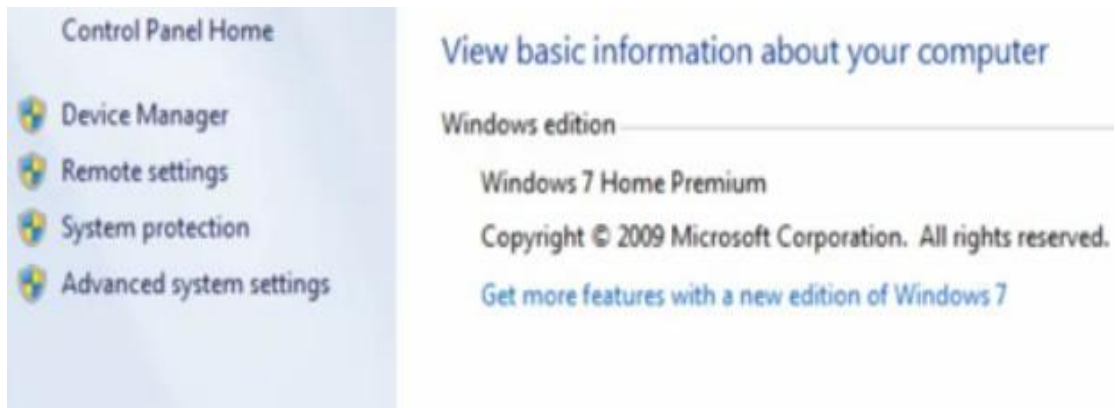 Control Panel Home
Device Manager
Remote settings
System protection
Advanced system settings
View basic information about your computer
Windows edition
Windows 7 Home Premium
Copyright © 2009 Microsoft Corporation. All rights reserved.
Get more features with a new edition of Windows 7